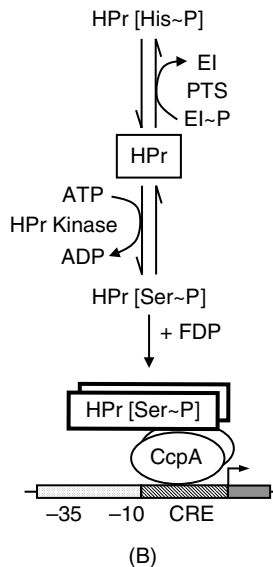 HPr [His~P]
EI
PTS
EI~P
HPr
ATP
HPr Kinase
ADP
HPr [Ser~P]
+ FDP
HPr [Ser~P]
CcpA
–35 –10 CRE
(B)